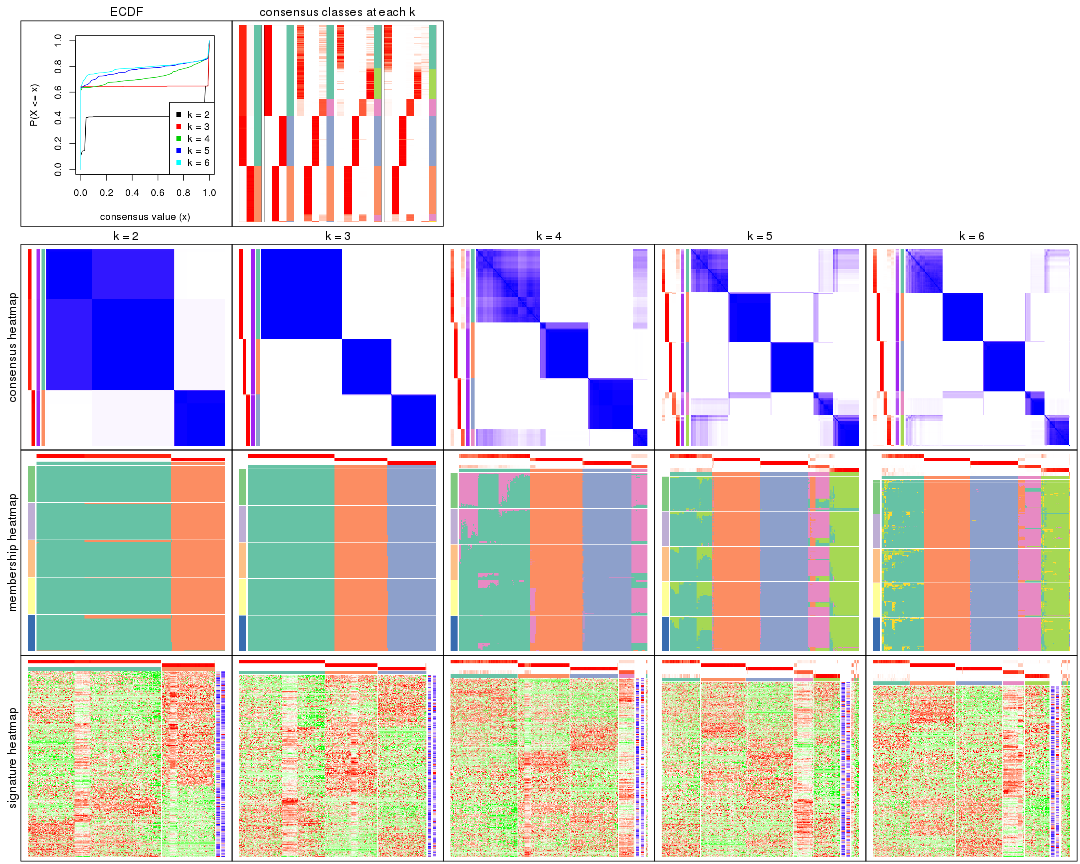 ECDF
consensus classes at each k
P(X <= x)
0.0 0.2 0.4 0.6 0.8 1.0
k = 2
k = 3
k = 4
k = 5
k = 6
0.0 0.2 0.4 0.6 0.8 1.0
consensus value (x)
k = 2
k = 3
k = 4
k = 5
k = 6
consensus heatmap
membership heatmap
signature heatmap